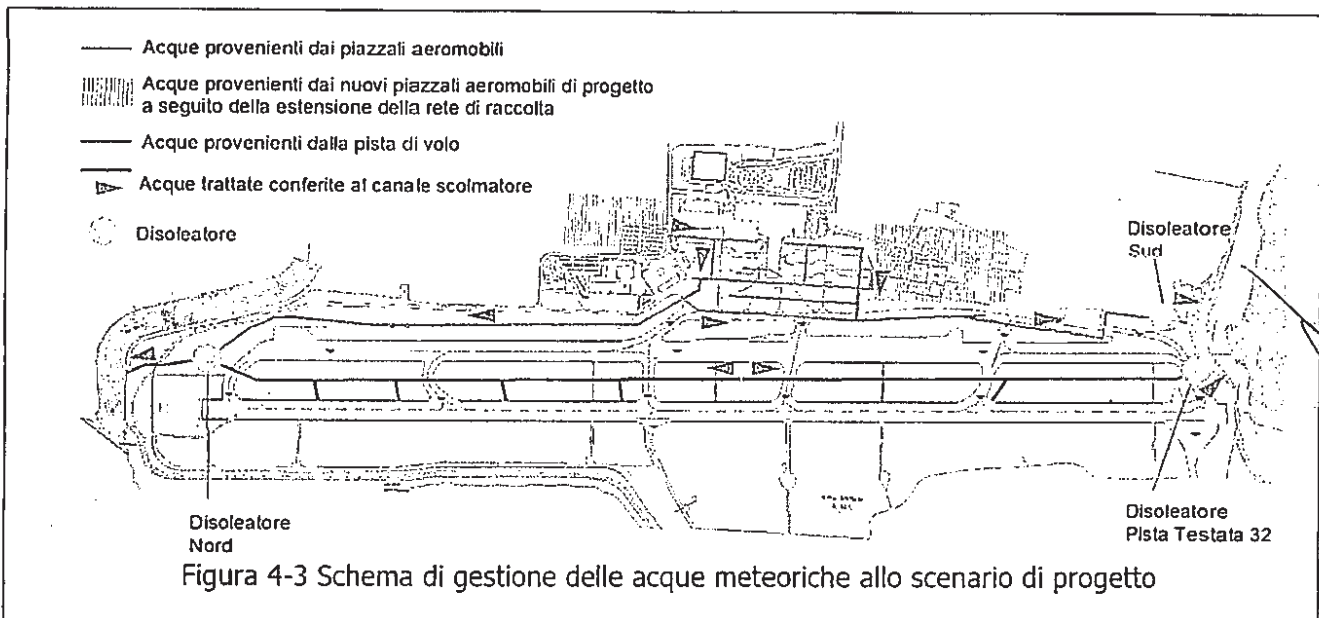 Acque provenienti dai piazzali aeromobili
Acque provenienti dai nuovi piazzali aeromobili di progetto
a seguito della estensione della rete di raccolta
Acque provenienti dalla pista di volo
Acque trattate conferite al canale scolmatore
Disoleatore
Disoleatore
Sud
Disoleatore
Nord
Disoleatore
Pista Testata 32
Figura 4-3 Schema di gestione delle acque meteoriche allo scenario di progetto